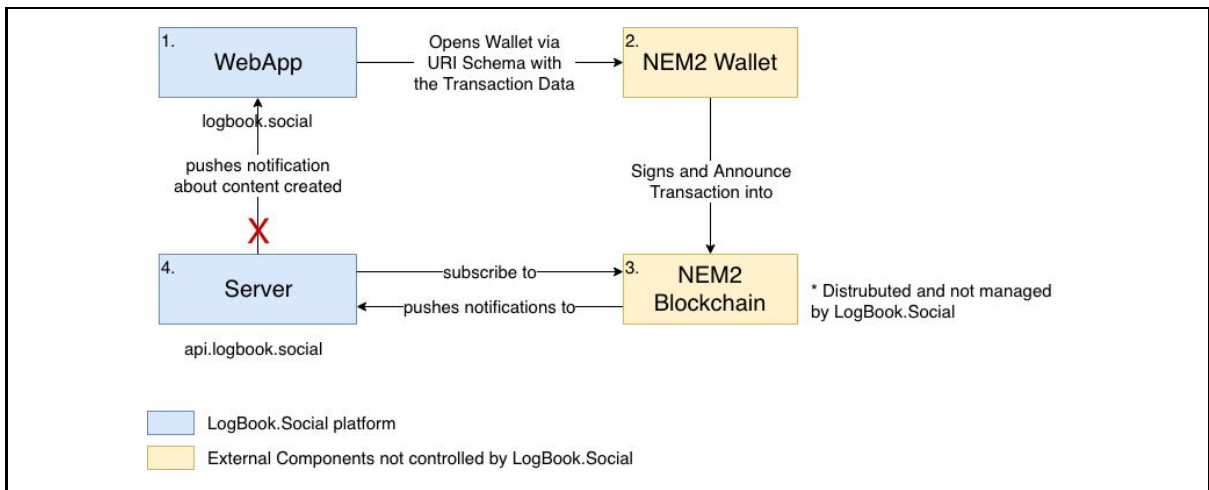 1.
WebApp
Opens Wallet via
URI Schema with
the Transaction Data
2.
NEM2 Wallet
logbook.social
pushes notification
about content created
Signs and Announce
Transaction into
X
4.
Server
subscribe to
pushes notifications to
3.
NEM2
Blockchain
* Distrubuted and not managed
by LogBook.Social
api.logbook.social
LogBook.Social platform
External Components not controlled by LogBook.Social